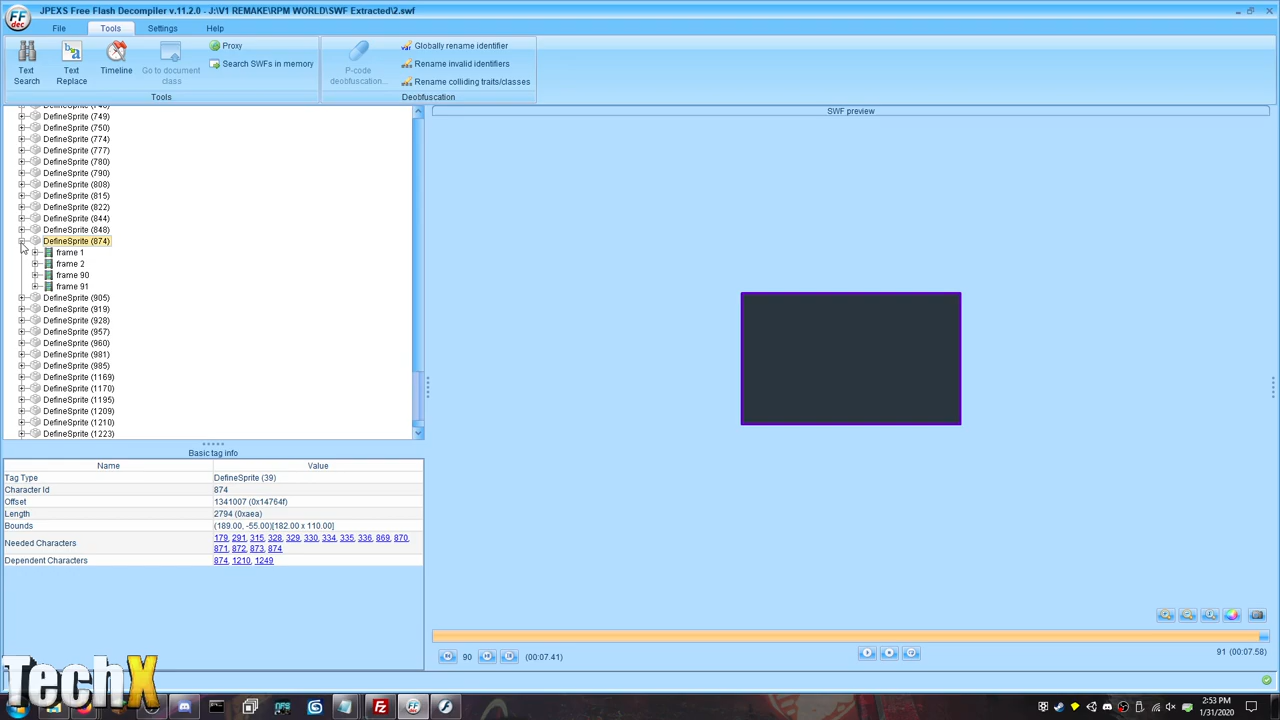 JPEXS Free Flash Decompiler v.11.2.0 - J:\V1 REMAKE\RPM WORLD\SWF Extracted\2.swf
File Tools Settings Help
Text Search
Text Replace
Timeline
Go to document class
Proxy
Search SWFs in memory
Tools
P-code deobfuscation...
Globally rename identifier
Rename invalid identifiers
Rename colliding traits/classes
Deobfuscation
DefineSprite (749)
DefineSprite (750)
DefineSprite (774)
DefineSprite (777)
DefineSprite (780)
DefineSprite (790)
DefineSprite (808)
DefineSprite (815)
DefineSprite (822)
DefineSprite (844)
DefineSprite (848)
DefineSprite (874)
frame 1
frame 2
frame 90
frame 91
DefineSprite (905)
DefineSprite (919)
DefineSprite (928)
DefineSprite (957)
DefineSprite (960)
DefineSprite (981)
DefineSprite (985)
DefineSprite (1169)
DefineSprite (1170)
DefineSprite (1195)
DefineSprite (1209)
DefineSprite (1210)
DefineSprite (1223)
Basic tag info
Name Value
Tag Type DefineSprite (39)
Character Id 874
Offset 1341007 (0x14764f)
Length 2794 (0xaea)
Bounds (189.00, -55.00)[182.00 x 110.00]
Needed Characters 179, 291, 315, 328, 329, 330, 334, 335, 336, 869, 870,
871, 872, 873, 874
Dependent Characters 874, 1210, 1249
SWF preview
90 (00:07.41)
91 (00:07.58)
TechX
2:53 PM
1/31/2020